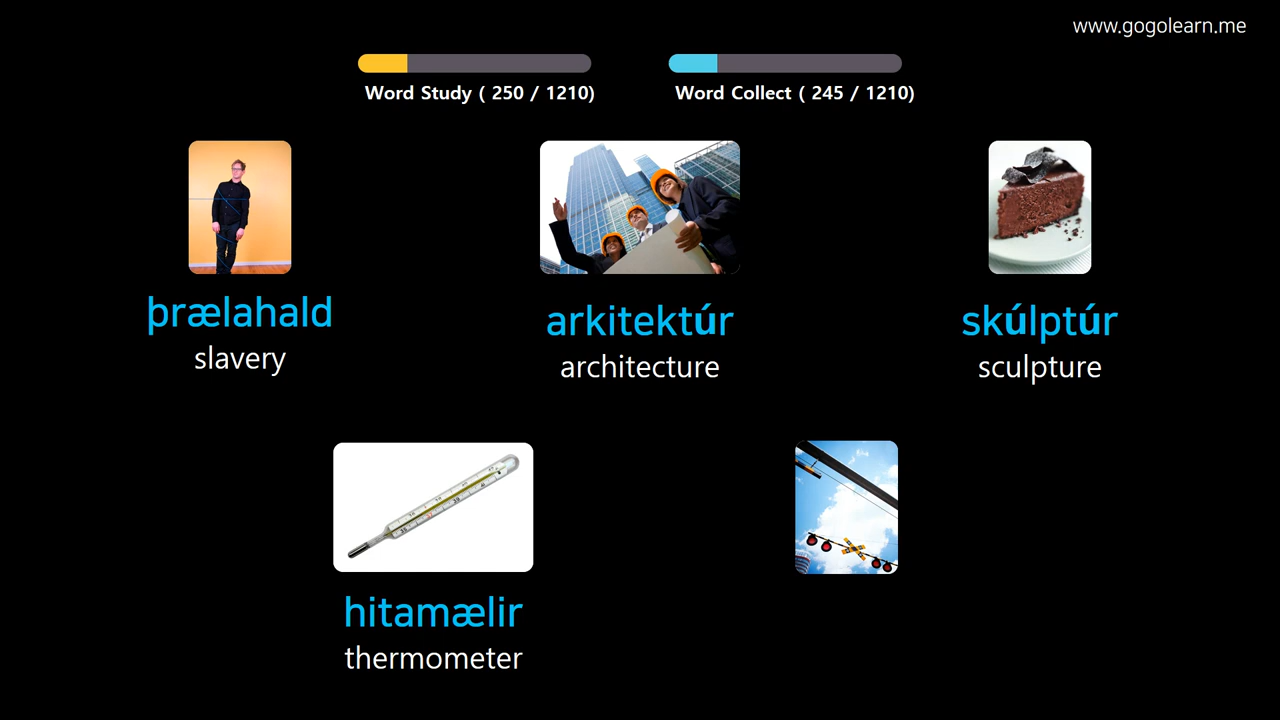 www.gogolearn.me
Word Study ( 250 / 1210)
Word Collect ( 245 / 1210)
þrælahald
slavery
arkitektúr
architecture
skúlptúr
sculpture
hitamælir
thermometer